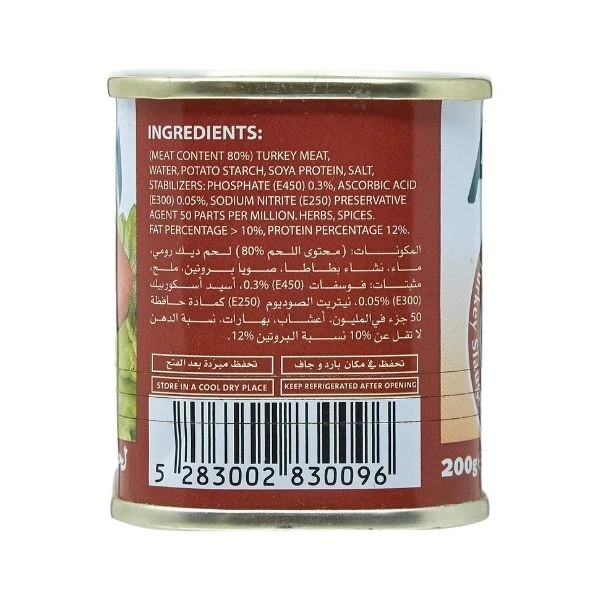 INGREDIENTS:
(MEAT CONTENT 80%) TURKEY MEAT,
WATER, POTATO STARCH, SOYA PROTEIN, SALT,
STABILIZERS: PHOSPHATE (E450) 0.3%, ASCORBIC ACID
(E300) 0.05%, SODIUM NITRITE (E250) PRESERVATIVE
AGENT 50 PARTS PER MILLION. HERBS, SPICES.
FAT PERCENTAGE > 10%, PROTEIN PERCENTAGE 12%.
المكونات: (محتوى اللحم 80%) لحم ديك رومي،
ماء، نشاء بطاطا، صويا بروتين، ملح،
مثبتات: فوسفات (E450) 0.3%، أسيد أسكوربيك
(E300) 0.05%، نيتريت الصوديوم (E250) كمادة حافظة
50 جزء في المليون، أعشاب، بهارات، نسبة الدهن
لا تقل عن 10% نسبة البروتين 12%.
تحفظ في مكان بارد و جاف
تحفظ مبردة بعد الفتح
STORE IN A COOL DRY PLACE
KEEP REFRIGERATED AFTER OPENING
5 283002 830096
200g